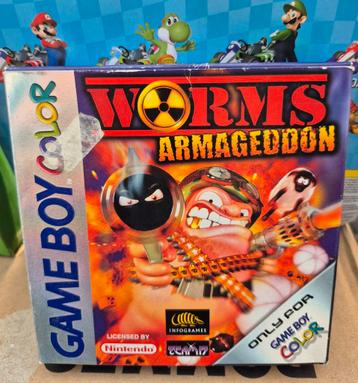 WORMS
ARMAGEDDON
GAME BOY COLOR
LICENSED BY
Nintendo
INFOGRAMES
TEAM17
ONLY FOR
GAME BOY
COLOR